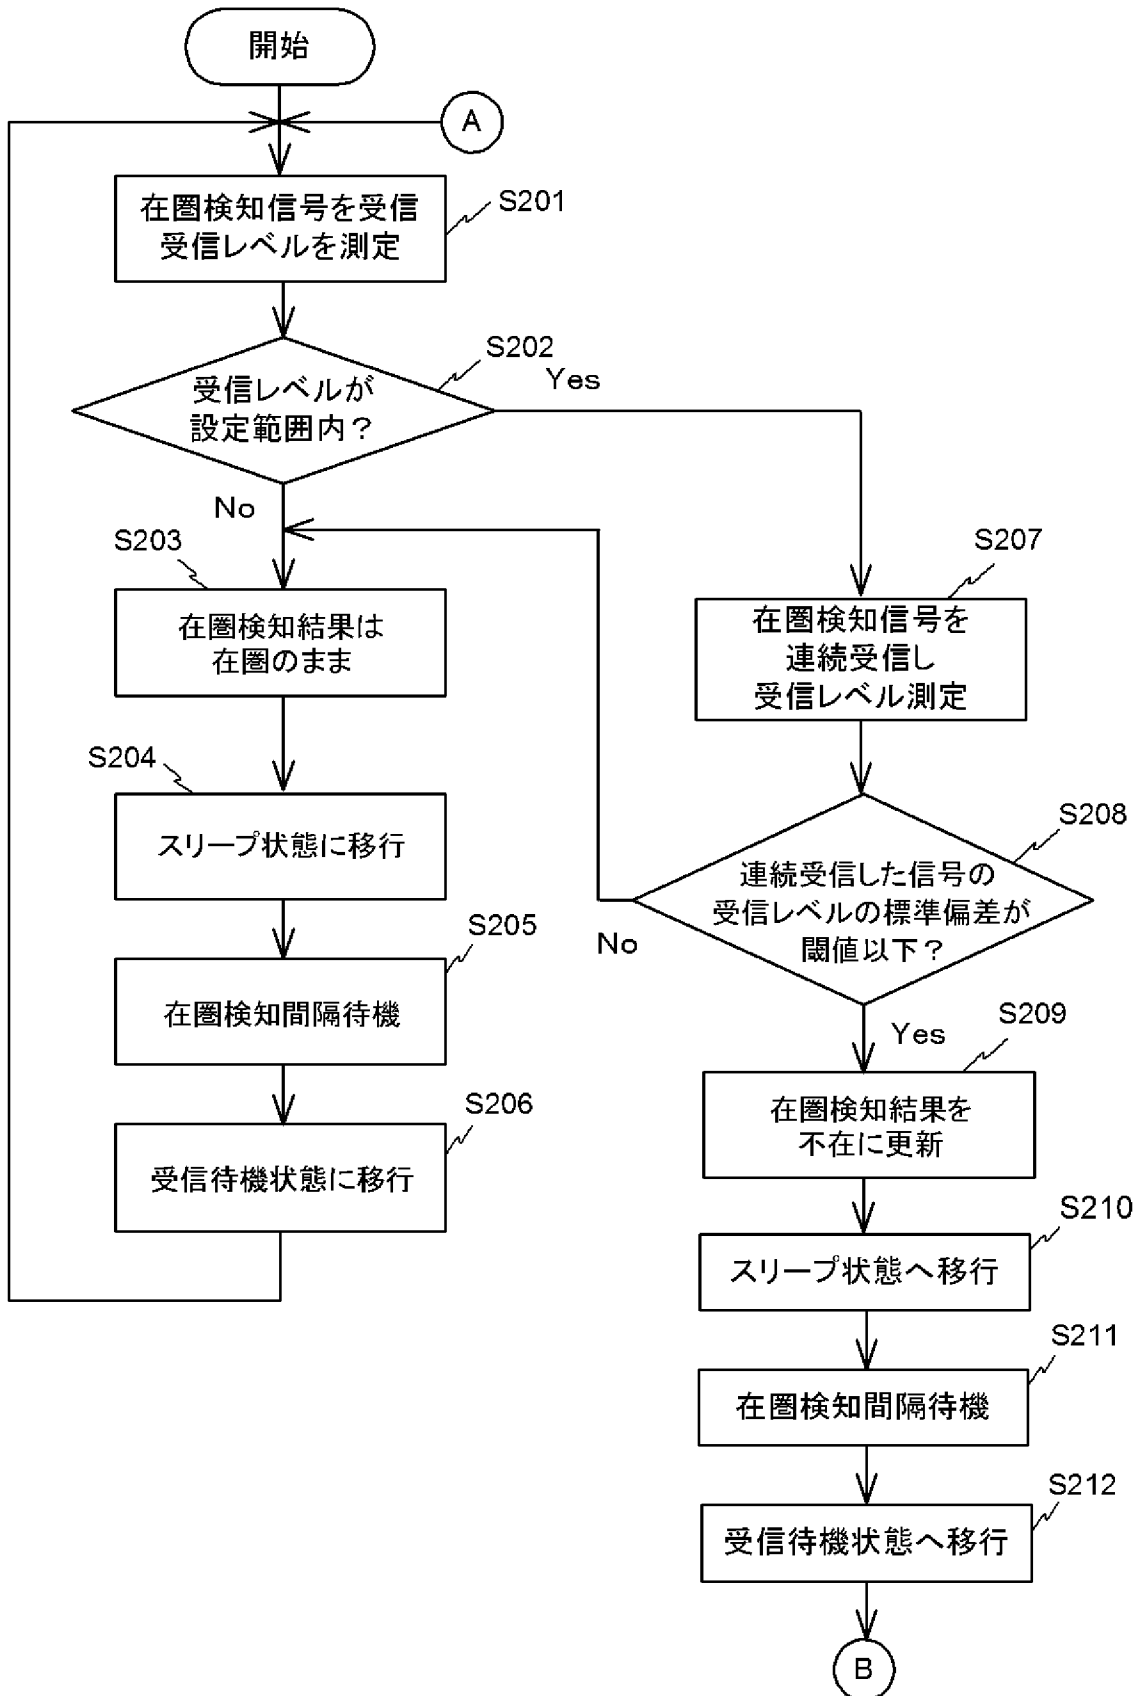 開始
A
S201
在圏検知信号を受信
受信レベルを測定
S202
受信レベルが
設定範囲内？
Yes
No
S203
在圏検知結果は
在圏のまま
S204
スリープ状態に移行
S205
在圏検知間隔待機
S206
受信待機状態に移行
S207
在圏検知信号を
連続受信し
受信レベル測定
S208
連続受信した信号の
受信レベルの標準偏差が
閾値以下？
No
Yes
S209
在圏検知結果を
不在に更新
S210
スリープ状態へ移行
S211
在圏検知間隔待機
S212
受信待機状態へ移行
B